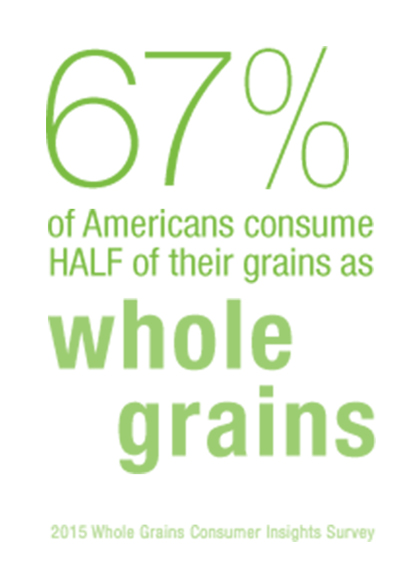 67%
of Americans consume
HALF of their grains as
whole
grains
2015 Whole Grains Consumer Insights Survey